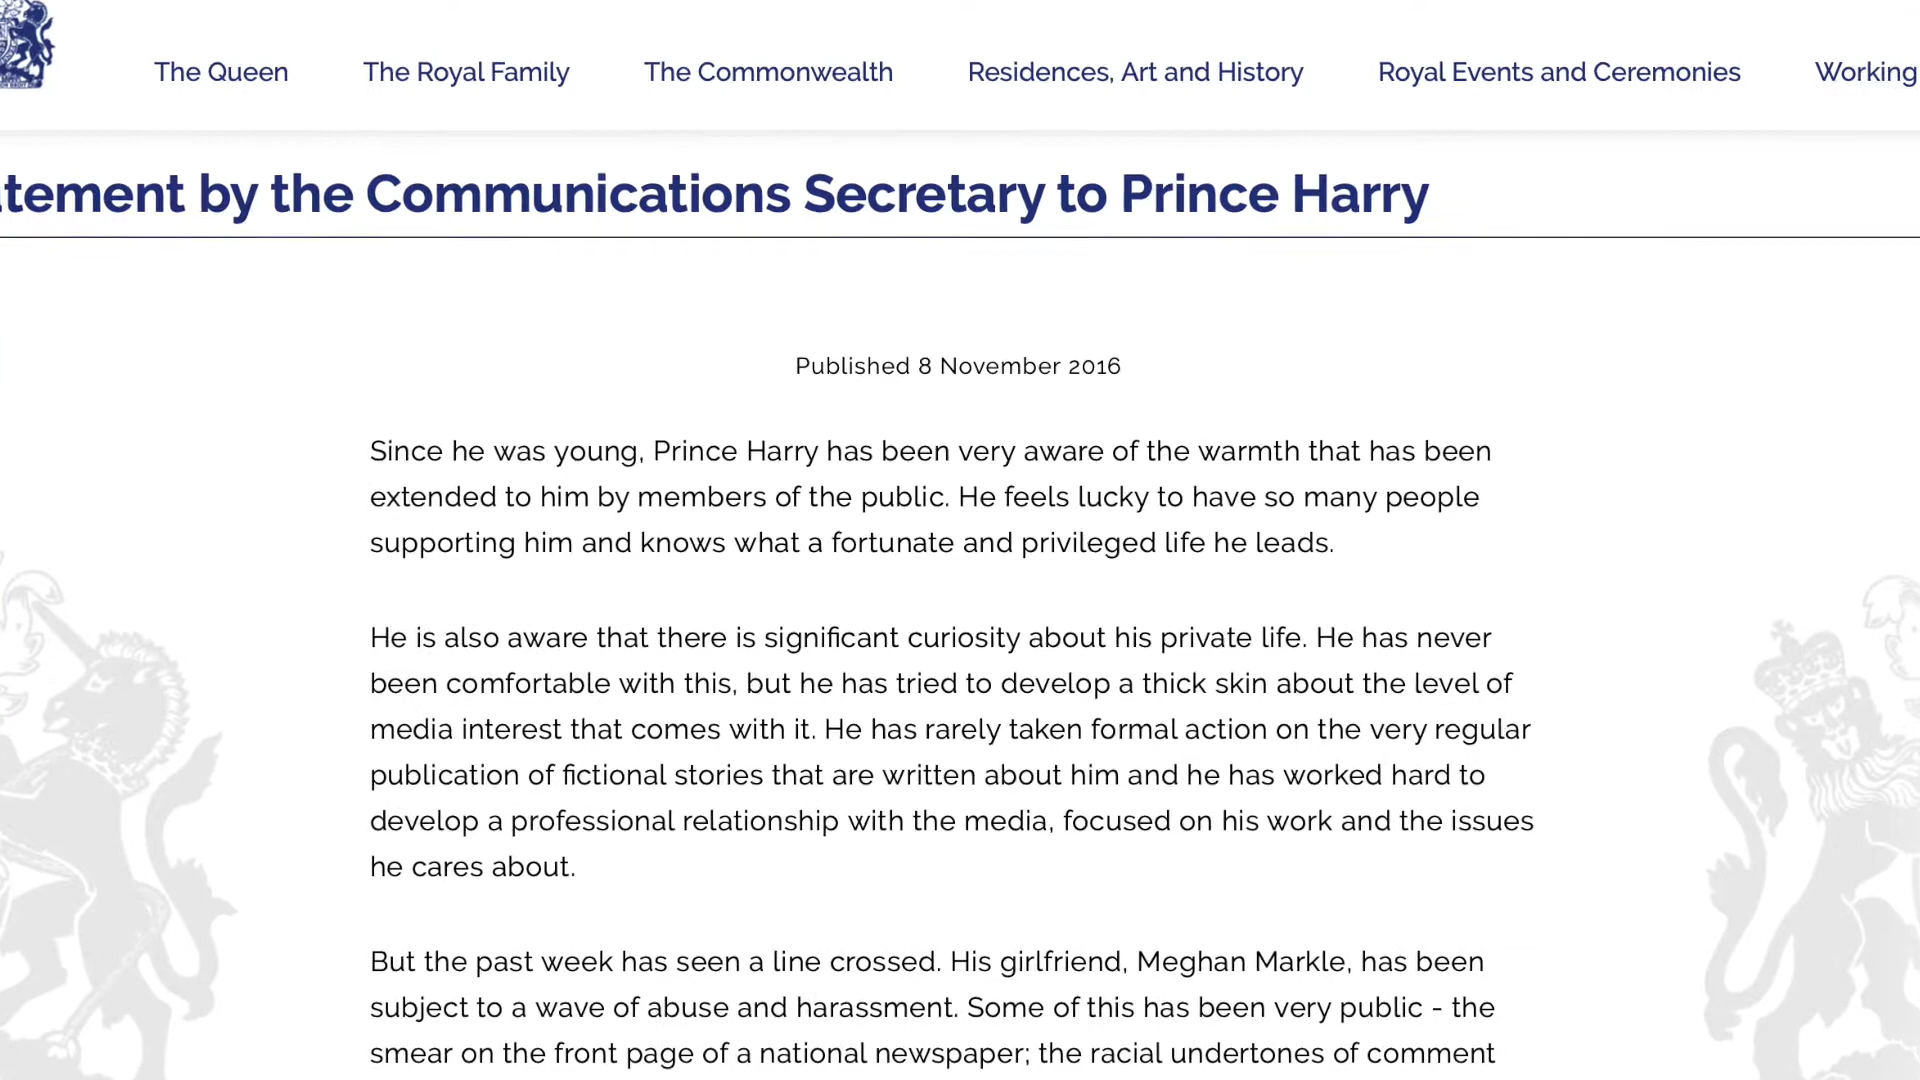 The Queen The Royal Family The Commonwealth Residences, Art and History Royal Events and Ceremonies Working
tement by the Communications Secretary to Prince Harry
Published 8 November 2016
Since he was young, Prince Harry has been very aware of the warmth that has been
extended to him by members of the public. He feels lucky to have so many people
supporting him and knows what a fortunate and privileged life he leads.
He is also aware that there is significant curiosity about his private life. He has never
been comfortable with this, but he has tried to develop a thick skin about the level of
media interest that comes with it. He has rarely taken formal action on the very regular
publication of fictional stories that are written about him and he has worked hard to
develop a professional relationship with the media, focused on his work and the issues
he cares about.
But the past week has seen a line crossed. His girlfriend, Meghan Markle, has been
subject to a wave of abuse and harassment. Some of this has been very public - the
smear on the front page of a national newspaper; the racial undertones of comment